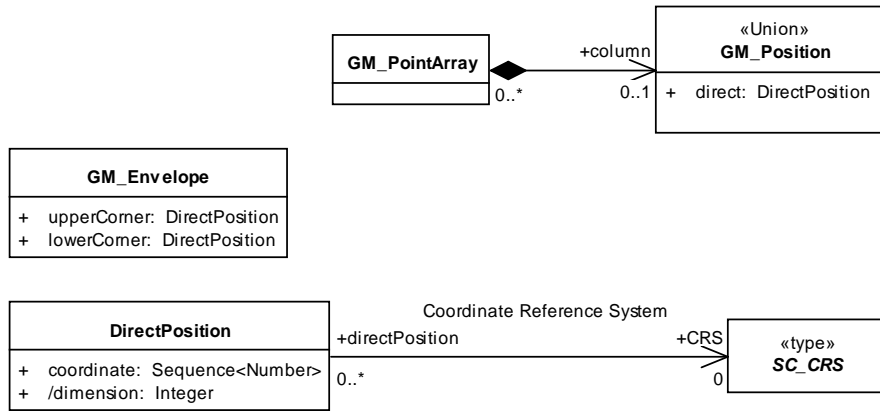 «Union»
GM_Position
GM_PointArray
+column
0..*
0..1
+ direct: DirectPosition
GM_Envelope
+ upperCorner: DirectPosition
+ lowerCorner: DirectPosition
DirectPosition
+ coordinate: Sequence<Number>
+ /dimension: Integer
Coordinate Reference System
+directPosition
+CRS
0..*
0
«type»
SC_CRS